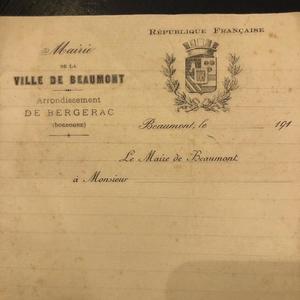 RÉPUBLIQUE FRANÇAISE
Mairie
DE LA
VILLE DE BEAUMONT
Arrondissement
DE BERGERAC
(DORDOGNE)
Beaumont, le 191
Le Maire de Beaumont
à Monsieur